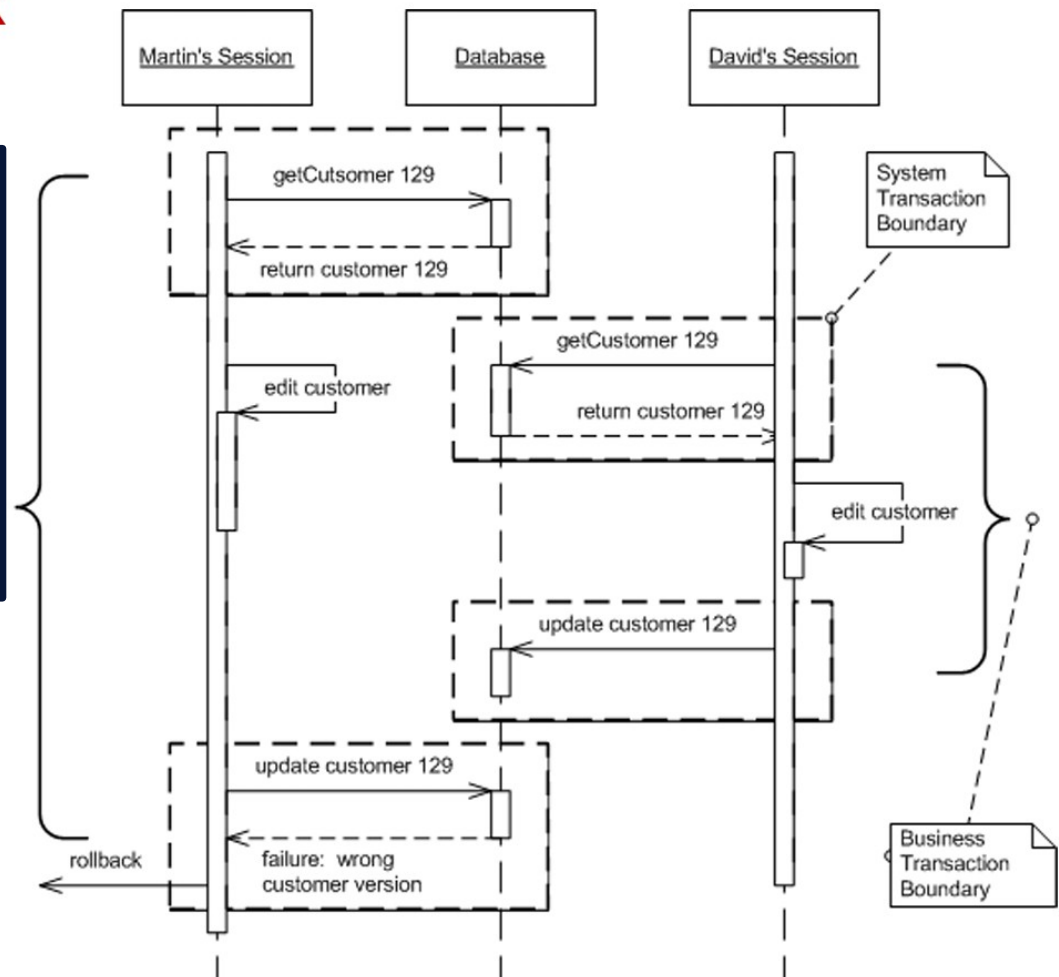 Martin's Session
Database
David's Session
getCutsomer 129
System
Transaction
Boundary
return customer 129
getCustomer 129
edit customer
return customer 129
edit customer
update customer 129
update customer 129
Business
Transaction
Boundary
rollback
failure: wrong
customer version